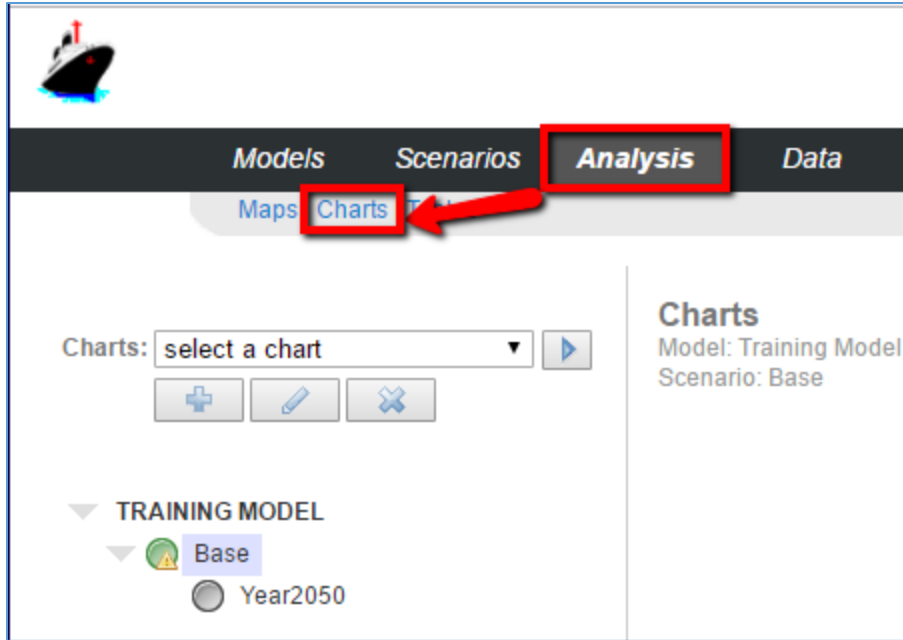 Models Scenarios Analysis Data
Maps Charts
Charts: select a chart
Charts
Model: Training Model
Scenario: Base
TRAINING MODEL
Base
Year2050